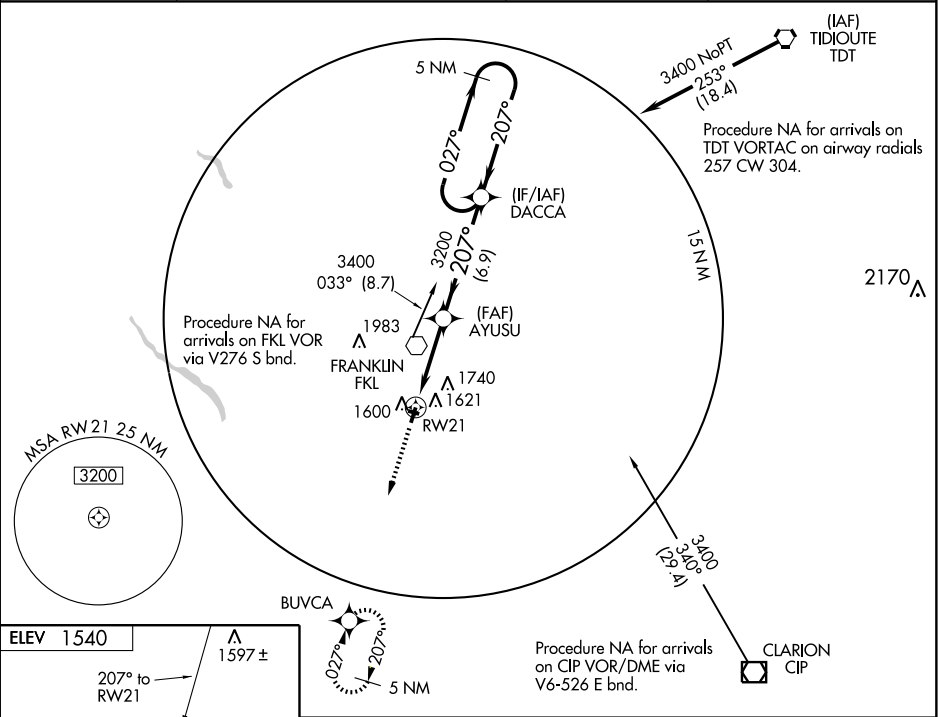 (IAF)
TIDIOUTE
TDT
3400 NoPT
253°
(18.4)
5 NM
027°
207°
Procedure NA for arrivals on
TDT VORTAC on airway radials
257 CW 304.
(IF/IAF)
DACCA
15 NM
3200
207°
(6.9)
3400
033° (8.7)
2170
(FAF)
AYUSU
Procedure NA for
arrivals on FKL VOR
via V276 S bnd.
1983
FRANKLIN
FKL
1740
1621
1600
RW21
MSA RW21 25 NM
3200
3400
340°
(29.4)
BUVCA
027°
207°
5 NM
Procedure NA for arrivals
on CIP VOR/DME via
V6-526 E bnd.
CLARION
CIP
ELEV 1540
1597 ±
207° to
RW21